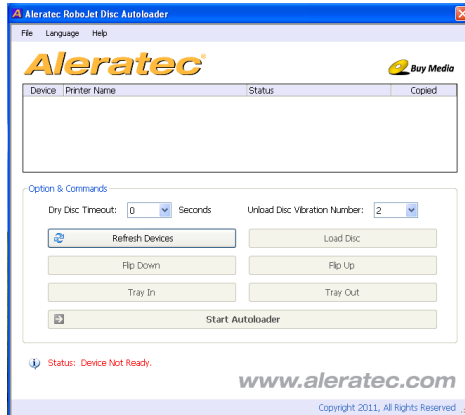 Aleratec RoboJet Disc Autoloader
File Language Help
Aleratec
Buy Media
Device Printer Name Status Copied
Option & Commands
Dry Disc Timeout: 0 Seconds Unload Disc Vibration Number: 2
Refresh Devices Load Disc
Flip Down Flip Up
Tray In Tray Out
Start Autoloader
Status: Device Not Ready.
www.aleratec.com
Copyright 2011, All Rights Reserved